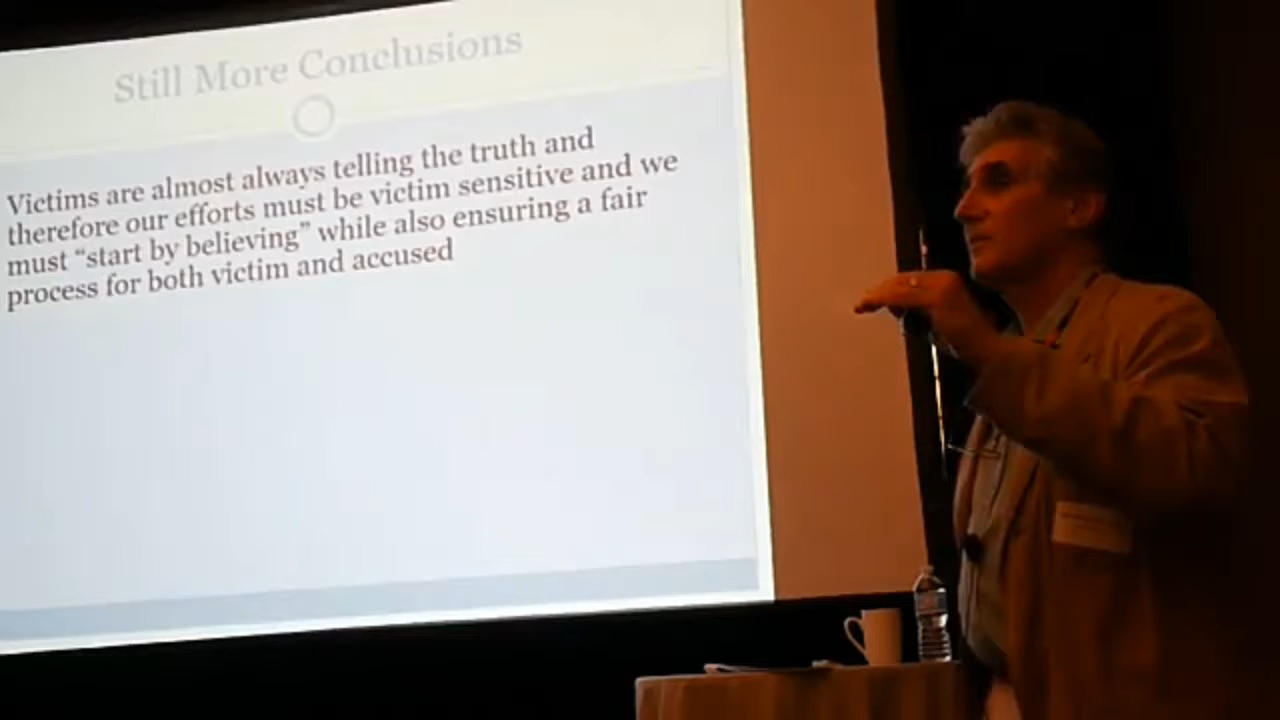 Still More Conclusions
Victims are almost always telling the truth and
therefore our efforts must be victim sensitive and we
must “start by believing” while also ensuring a fair
process for both victim and accused